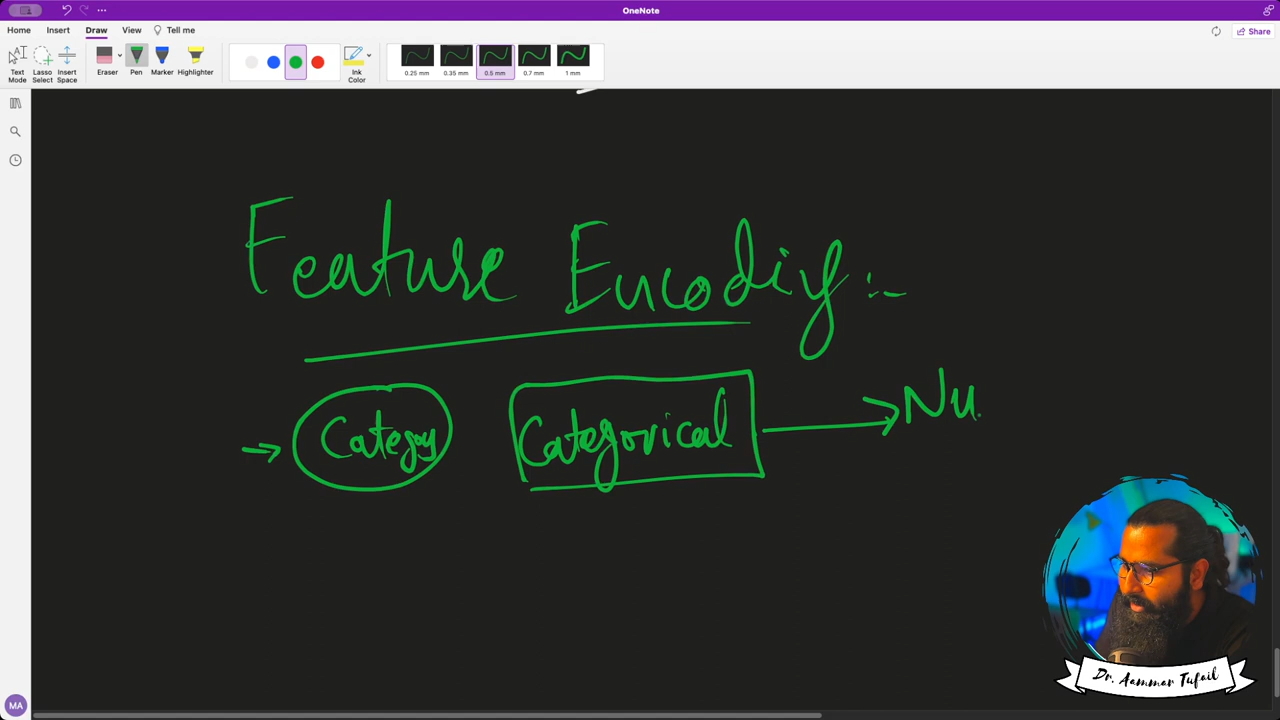 OneNote
Home Insert Draw View Tell me
Share
Text Mode
Lasso Select
Insert Space
Eraser
Pen
Marker
Highlighter
Ink Color
0.25 mm
0.35 mm
0.5 mm
0.7 mm
1 mm
Feature Encodig :-
→ Categoy Categorical → Nu
MA
Dr. Aammar Tufail